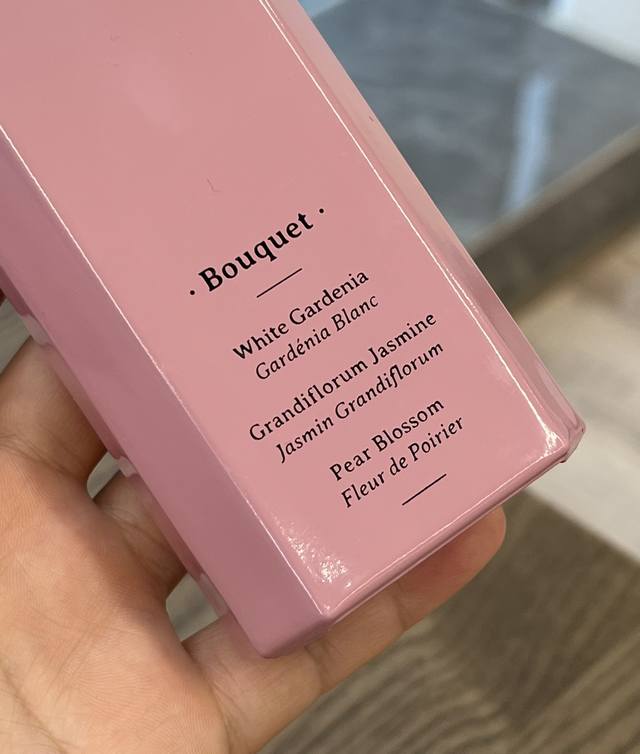 · Bouquet ·
White Gardenia
Gardénia Blanc
Grandiflorum Jasmine
Jasmin Grandiflorum
Pear Blossom
Fleur de Poirier